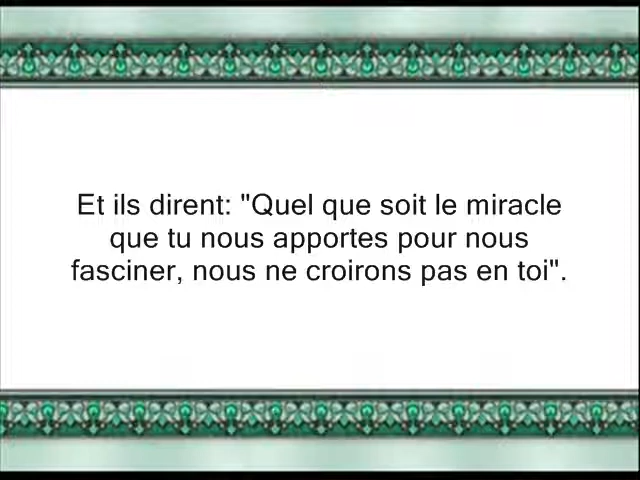 Et ils dirent: "Quel que soit le miracle
que tu nous apportes pour nous
fasciner, nous ne croirons pas en toi".